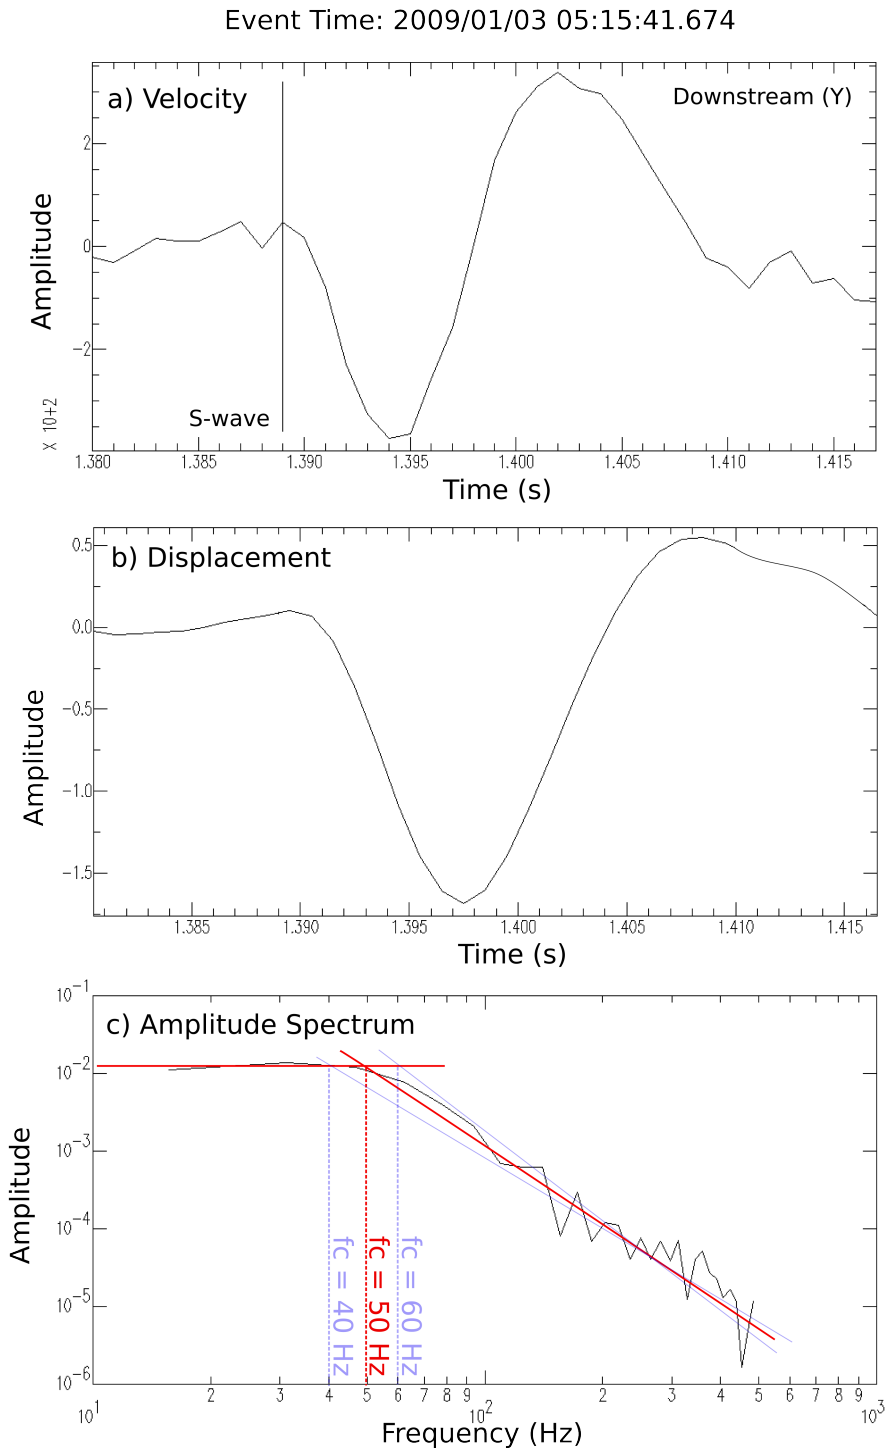 Event Time: 2009/01/03 05:15:41.674
a) Velocity
Downstream (Y)
2
0
-2
Amplitude
X 10+2
S-wave
1.380 1.385 1.390 1.395 1.400 1.405 1.410 1.415
Time (s)
b) Displacement
0.5
0.0
-0.5
-1.0
-1.5
Amplitude
1.385 1.390 1.395 1.400 1.405 1.410 1.415
Time (s)
c) Amplitude Spectrum
10^-1
10^-2
10^-3
10^-4
10^-5
10^-6
Amplitude
fc = 40 Hz
fc = 50 Hz
fc = 60 Hz
2 3 4 5 6 7 8 9 2 3 4 5 6 7 8 9
10^1 10^2 10^3
Frequency (Hz)